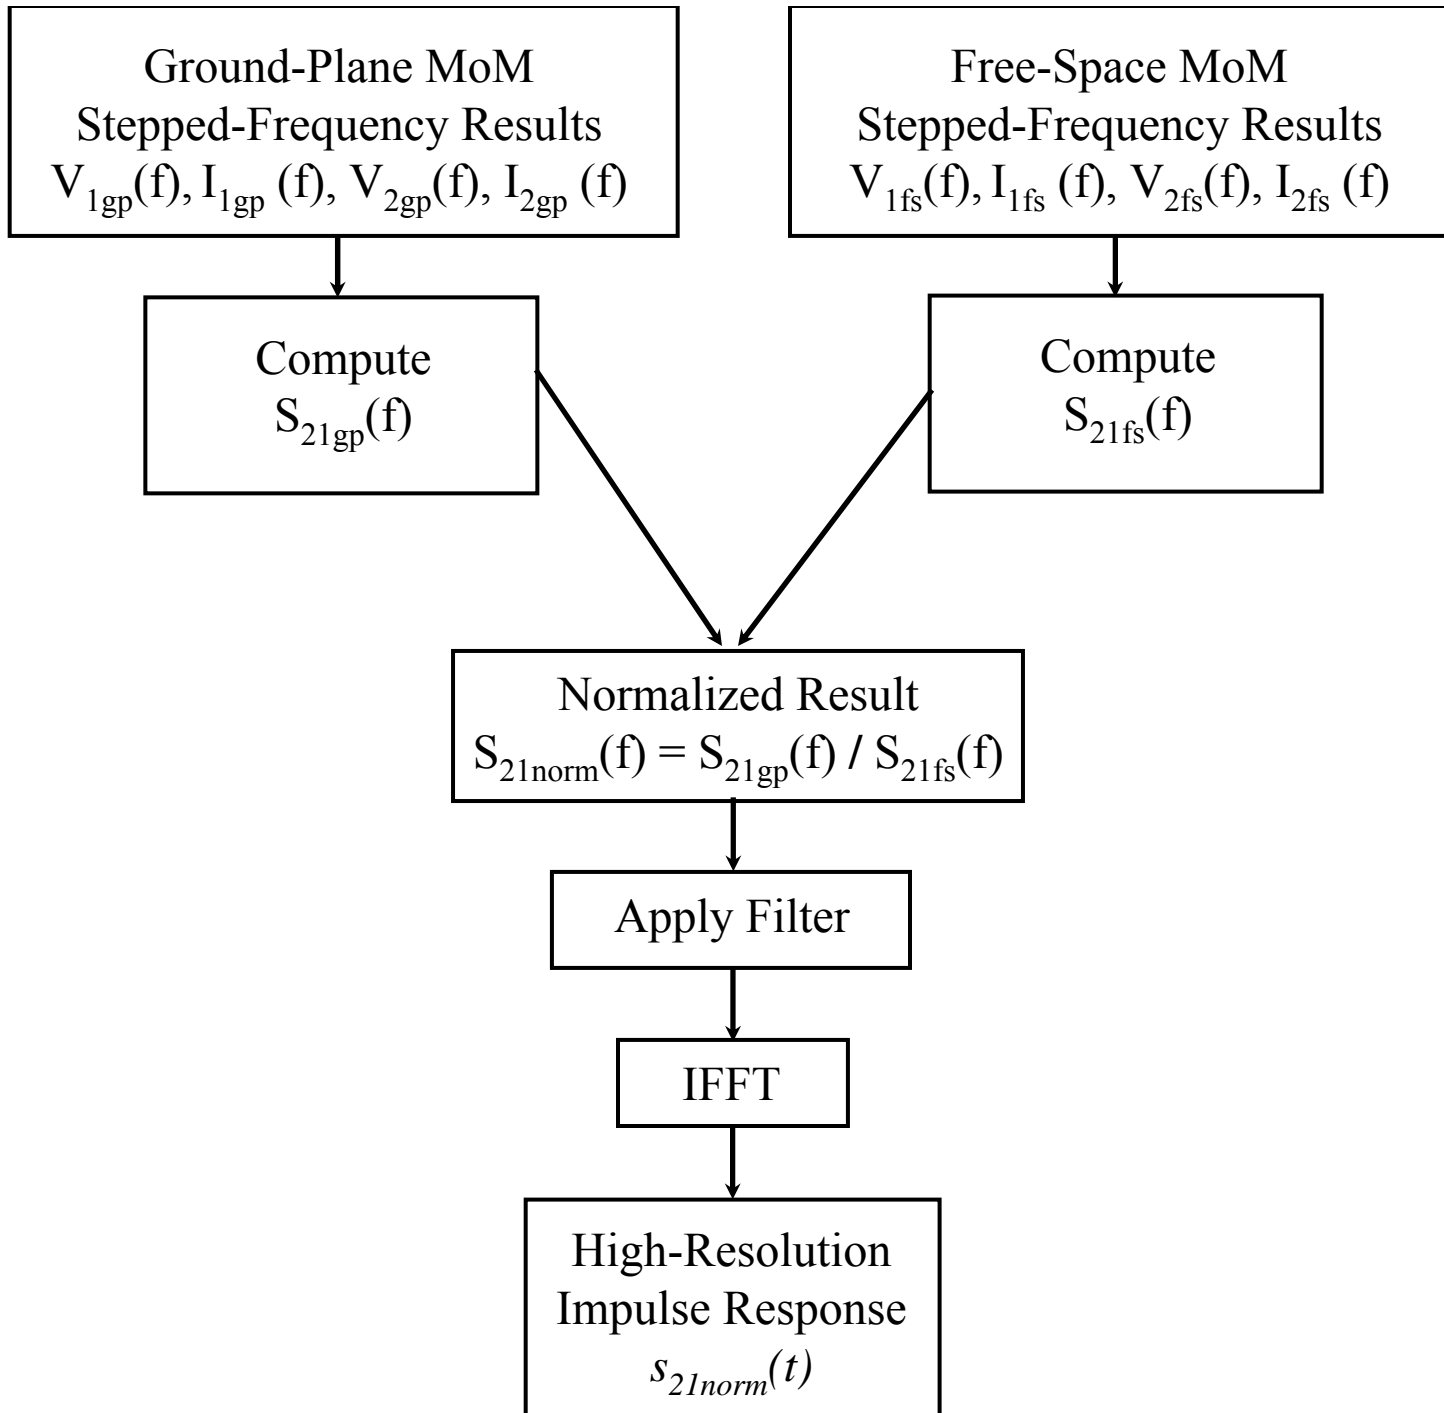 Ground-Plane MoM
Stepped-Frequency Results
V1gp(f), I1gp (f), V2gp(f), I2gp (f)
Free-Space MoM
Stepped-Frequency Results
V1fs(f), I1fs (f), V2fs(f), I2fs (f)
Compute
S21gp(f)
Compute
S21fs(f)
Normalized Result
S21norm(f) = S21gp(f) / S21fs(f)
Apply Filter
IFFT
High-Resolution
Impulse Response
s21norm(t)